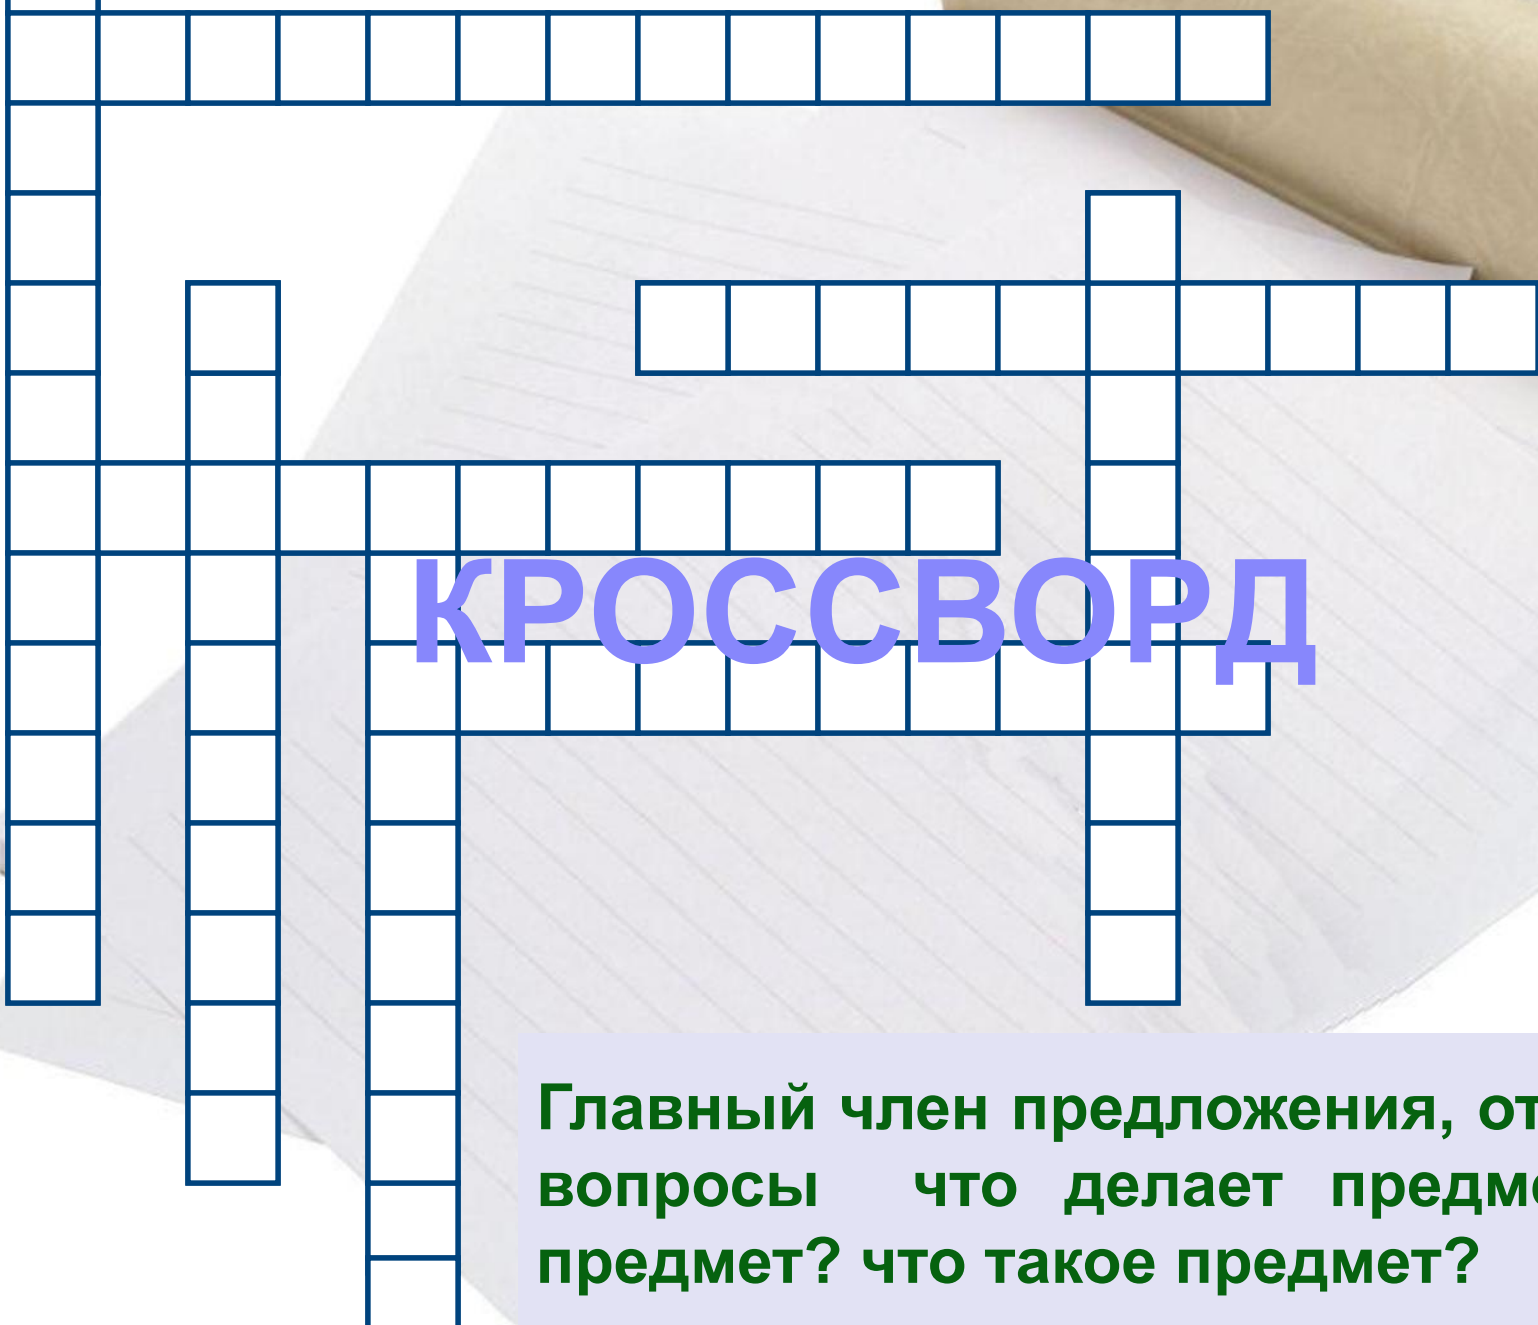 КРОССВОРД
Главный член предложения, от
вопросы что делает предм
предмет? что такое предмет?